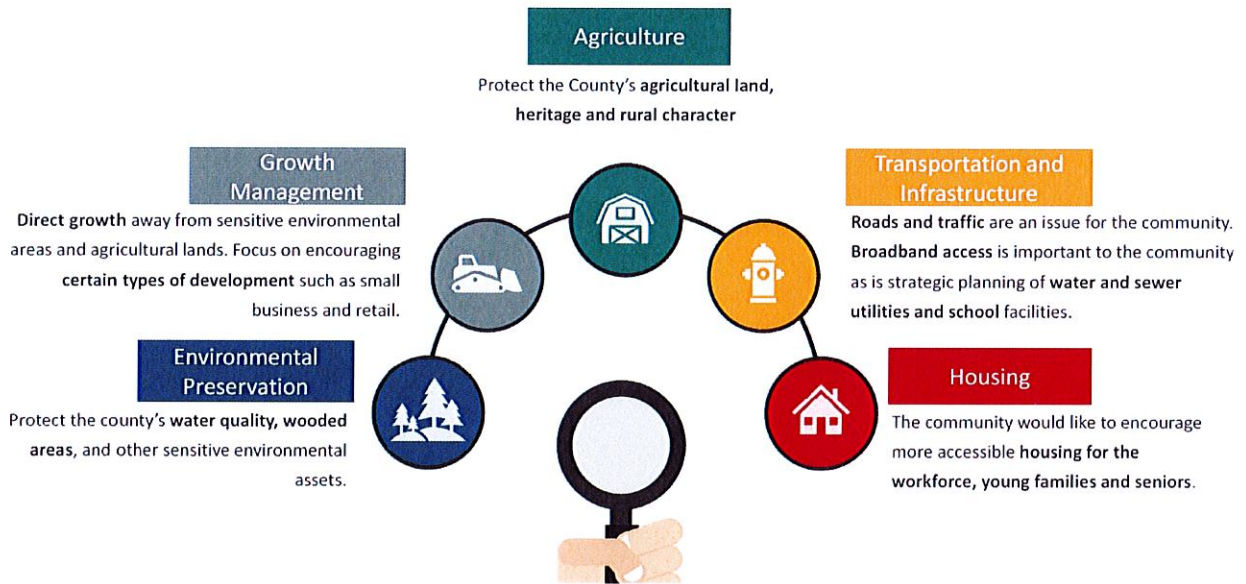 Agriculture
Protect the County's agricultural land,
heritage and rural character
Growth
Management
Direct growth away from sensitive environmental
areas and agricultural lands. Focus on encouraging
certain types of development such as small
business and retail.
Transportation and
Infrastructure
Roads and traffic are an issue for the community.
Broadband access is important to the community
as is strategic planning of water and sewer
utilities and school facilities.
Environmental
Preservation
Protect the county's water quality, wooded
areas, and other sensitive environmental
assets.
Housing
The community would like to encourage
more accessible housing for the
workforce, young families and seniors.